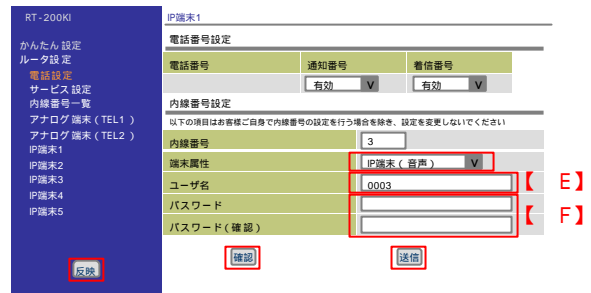 RT-200KI
かんたん設定
ルータ設定
電話設定
サービス設定
内線番号一覧
アナログ端末(TEL1)
アナログ端末(TEL2)
IP端末1
IP端末2
IP端末3
IP端末4
IP端末5
反映
IP端末1
電話番号設定
電話番号 通知番号 着信番号
有効 V 有効 V
内線番号設定
以下の項目はお客様ご自身で内線番号の設定を行う場合を除き、設定を変更しないでください
内線番号 3
端末属性 IP端末(音声) V
ユーザ名 0003 【 E】
パスワード
【 F】
パスワード(確認)
確認 送信